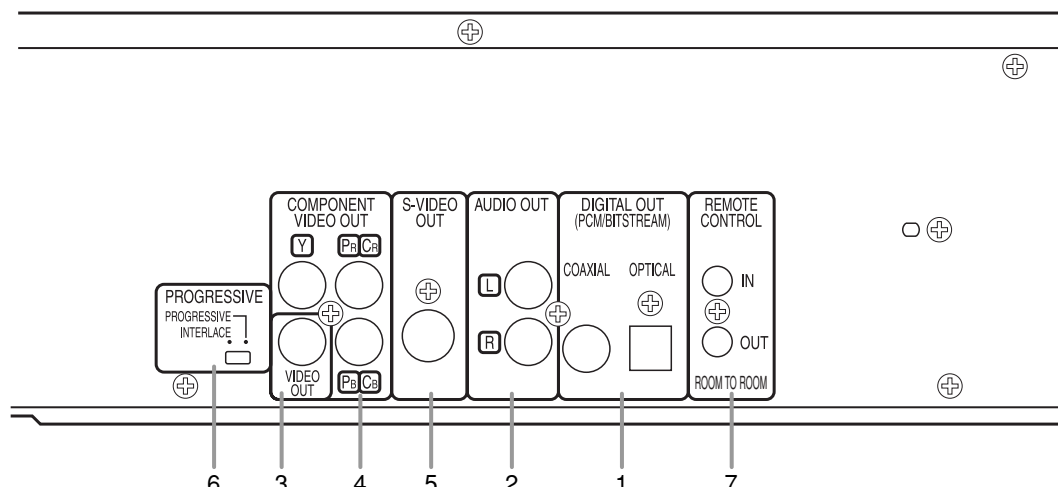 COMPONENT
VIDEO OUT
Y
PR CR
VIDEO
OUT
PB CB
S-VIDEO
OUT
AUDIO OUT
L
R
DIGITAL OUT
(PCM/BITSTREAM)
COAXIAL
OPTICAL
REMOTE
CONTROL
IN
OUT
ROOM TO ROOM
PROGRESSIVE
PROGRESSIVE
INTERLACE
6 3 4 5 2 1 7